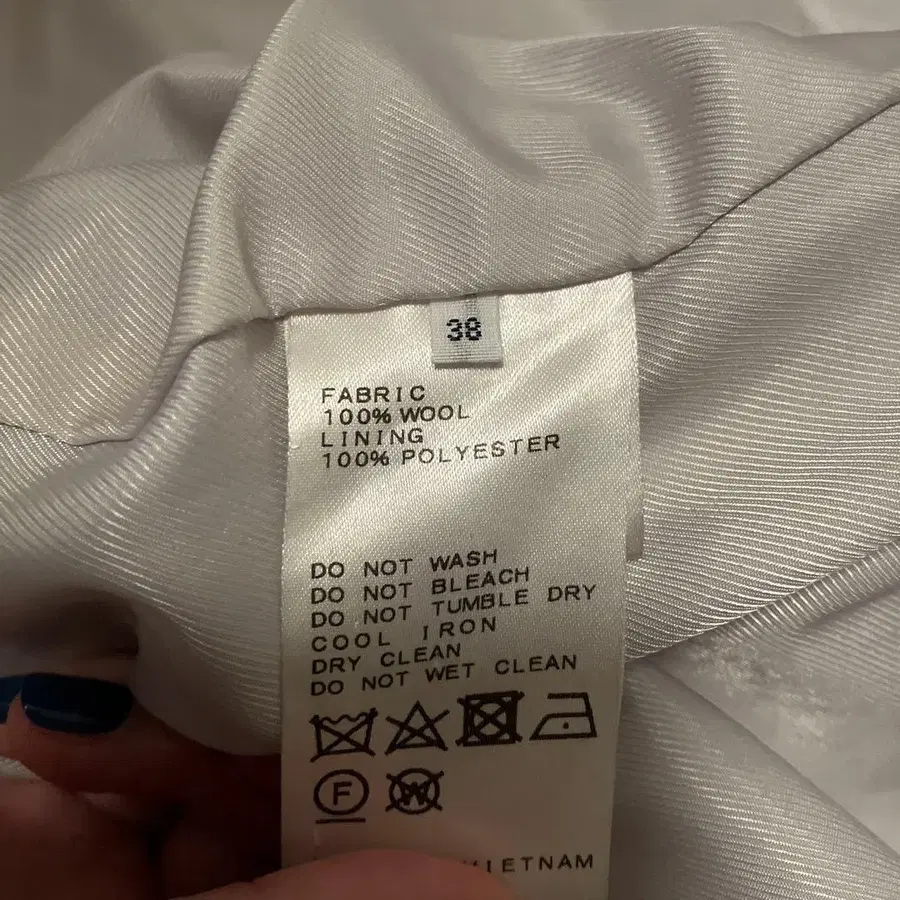 38
FABRIC
100% WOOL
LINING
100% POLYESTER
DO NOT WASH
DO NOT BLEACH
DO NOT TUMBLE DRY
COOL IRON
DRY CLEAN
DO NOT WET CLEAN
F
W